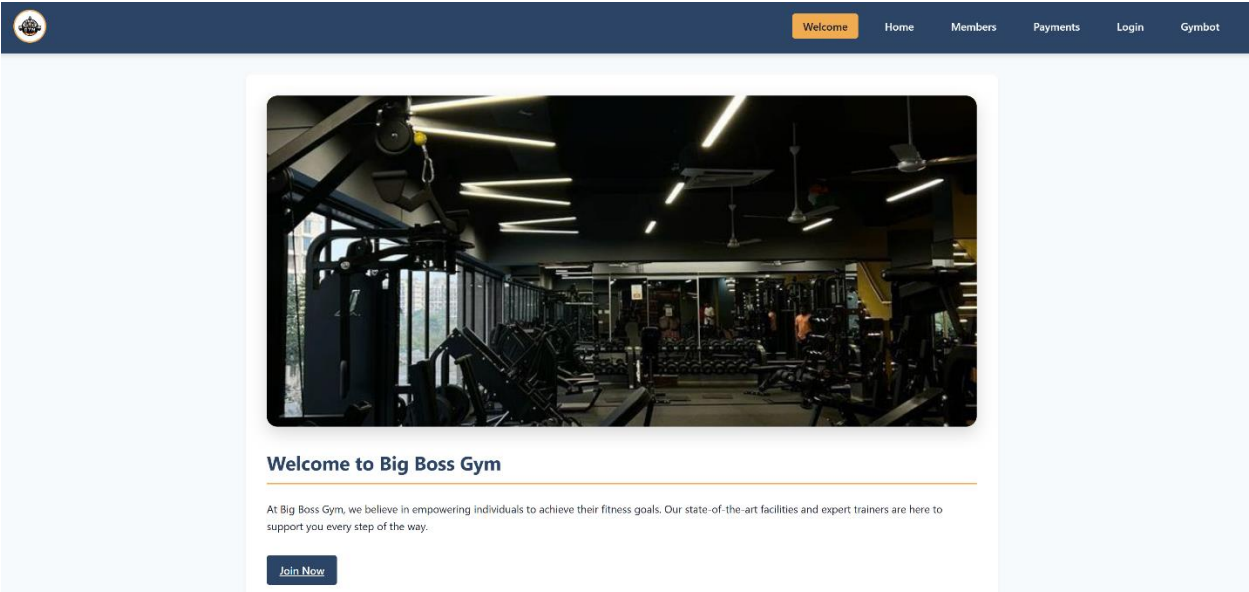 Welcome Home Members Payments Login Gymbot
Welcome to Big Boss Gym
At Big Boss Gym, we believe in empowering individuals to achieve their fitness goals. Our state-of-the-art facilities and expert trainers are here to
support you every step of the way.
Join Now